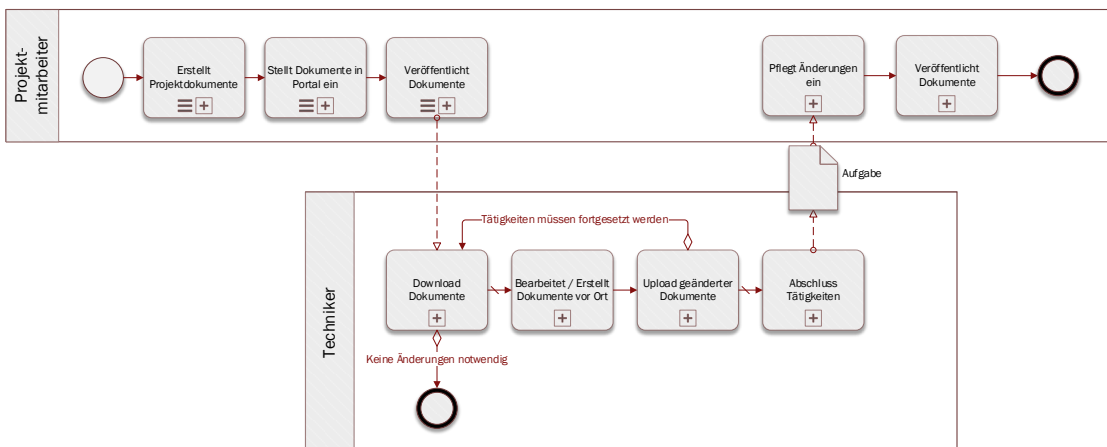 Projekt-
mitarbeiter
Erstellt
Projektdokumente
Stellt Dokumente in
Portal ein
Veröffentlicht
Dokumente
Pflegt Änderungen
ein
Veröffentlicht
Dokumente
Aufgabe
Techniker
Tätigkeiten müssen fortgesetzt werden
Download
Dokumente
Bearbeitet / Erstellt
Dokumente vor Ort
Upload geänderter
Dokumente
Abschluss
Tätigkeiten
Keine Änderungen notwendig